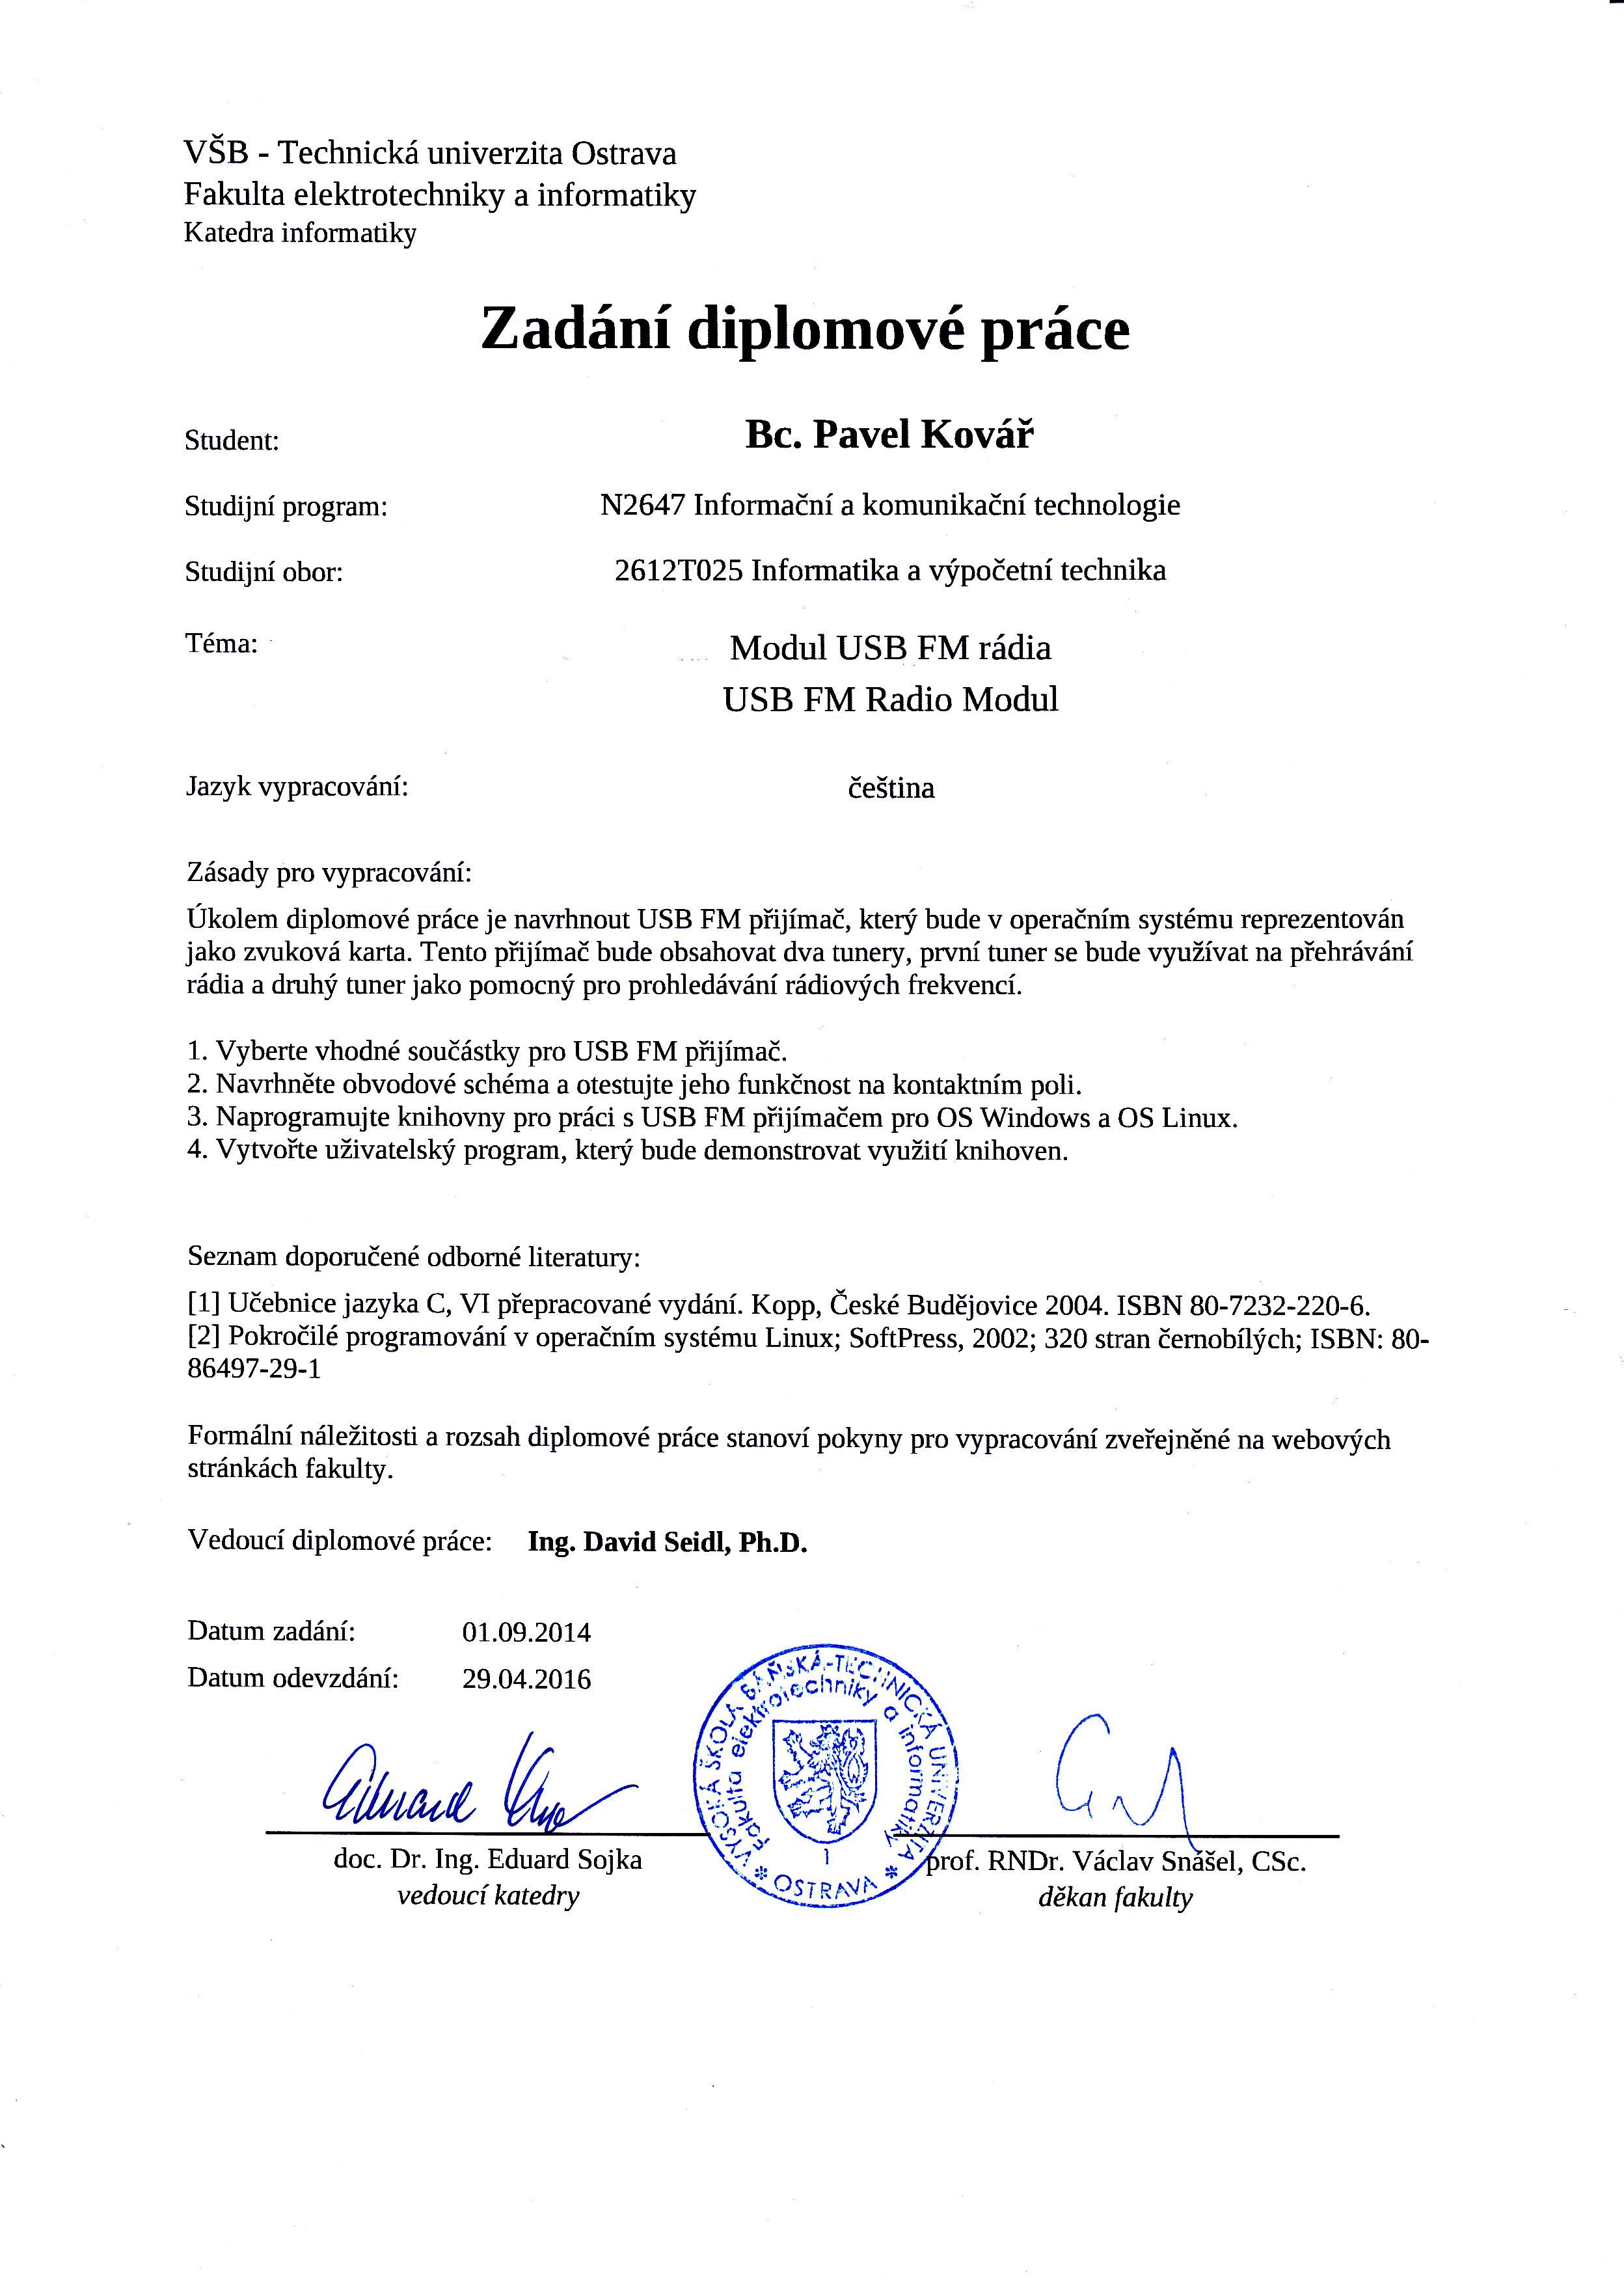 VŠB - Technická univerzita Ostrava
Fakulta elektrotechniky a informatiky
Katedra informatiky
Zadání diplomové práce
Student: Bc. Pavel Kovář
Studijní program: N2647 Informační a komunikační technologie
Studijní obor: 2612T025 Informatika a výpočetní technika
Téma: Modul USB FM rádia
USB FM Radio Modul
Jazyk vypracování: čeština
Zásady pro vypracování:
Úkolem diplomové práce je navrhnout USB FM přijímač, který bude v operačním systému reprezentován
jako zvuková karta. Tento přijímač bude obsahovat dva tunery, první tuner se bude využívat na přehrávání
rádia a druhý tuner jako pomocný pro prohledávání rádiových frekvencí.
1. Vyberte vhodné součástky pro USB FM přijímač.
2. Navrhněte obvodové schéma a otestujte jeho funkčnost na kontaktním poli.
3. Naprogramujte knihovny pro práci s USB FM přijímačem pro OS Windows a OS Linux.
4. Vytvořte uživatelský program, který bude demonstrovat využití knihoven.
Seznam doporučené odborné literatury:
[1] Učebnice jazyka C, VI přepracované vydání. Kopp, České Budějovice 2004. ISBN 80-7232-220-6.
[2] Pokročilé programování v operačním systému Linux; SoftPress, 2002; 320 stran černobílých; ISBN: 80-
86497-29-1
Formální náležitosti a rozsah diplomové práce stanoví pokyny pro vypracování zveřejněné na webových
stránkách fakulty.
Vedoucí diplomové práce: Ing. David Seidl, Ph.D.
Datum zadání: 01.09.2014
Datum odevzdání: 29.04.2016
VYSOKÁ ŠKOLA BÁŇSKÁ-TECHNICKÁ UNIVERZITA
Fakulta elektrotechniky a informatiky
1
* OSTRAVA *
doc. Dr. Ing. Eduard Sojka
vedoucí katedry
prof. RNDr. Václav Snášel, CSc.
děkan fakulty